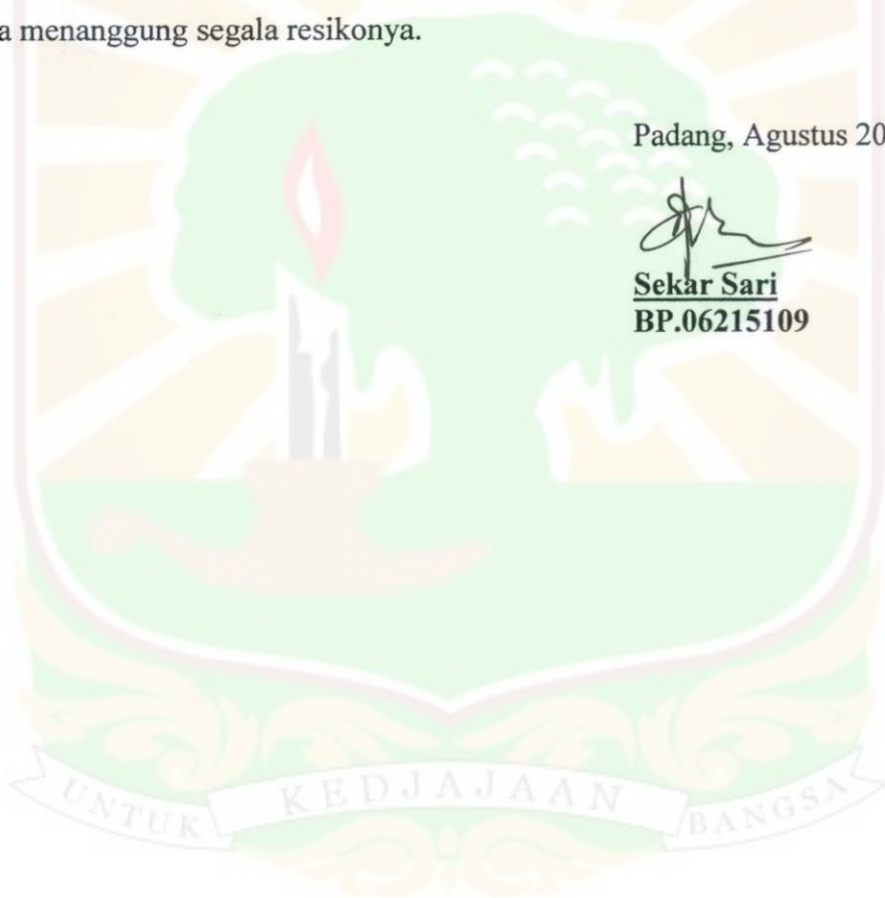 a menanggung segala resikonya.
Padang, Agustus 20
Sekar Sari
BP.06215109
UNTUK KEDJAJAAN BANGSA